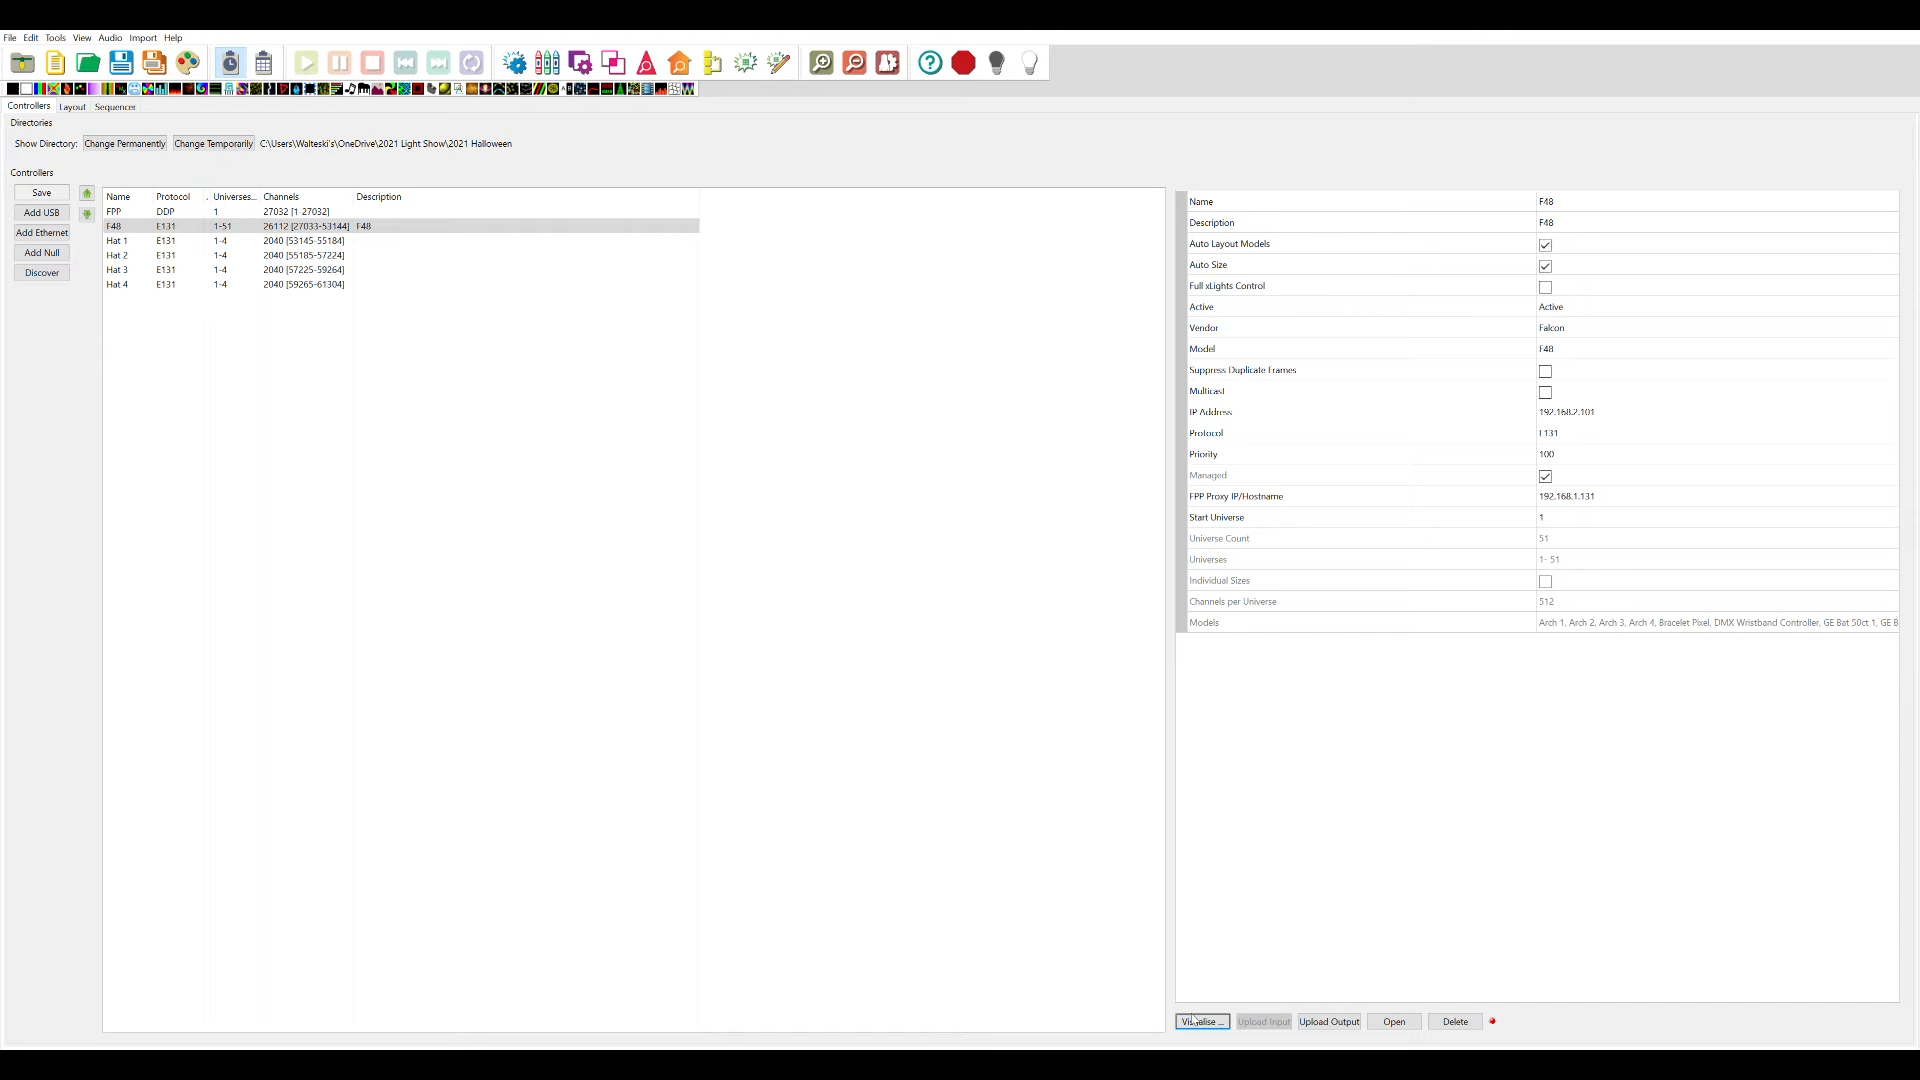 File Edit Tools View Audio Import Help
Controllers Layout Sequencer
Directories
Show Directory: Change Permanently Change Temporarily C:\Users\Walteski's\OneDrive\2021 Light Show\2021 Halloween
Controllers
Save
Add USB
Add Ethernet
Add Null
Discover
Name Protocol . Universes... Channels Description
FPP DDP 1 27032 [1-27032]
F48 E131 1-51 26112 [27033-53144] F48
Hat 1 E131 1-4 2040 [53145-55184]
Hat 2 E131 1-4 2040 [55185-57224]
Hat 3 E131 1-4 2040 [57225-59264]
Hat 4 E131 1-4 2040 [59265-61304]
Name F48
Description F48
Auto Layout Models
Auto Size
Full xLights Control
Active Active
Vendor Falcon
Model F48
Suppress Duplicate Frames
Multicast
IP Address 192.168.2.101
Protocol E131
Priority 100
Managed
FPP Proxy IP/Hostname 192.168.1.131
Start Universe 1
Universe Count 51
Universes 1- 51
Individual Sizes
Channels per Universe 512
Models Arch 1, Arch 2, Arch 3, Arch 4, Bracelet Pixel, DMX Wristband Controller, GE Bat 50ct 1, GE B
Visualise ... Upload Input Upload Output Open Delete